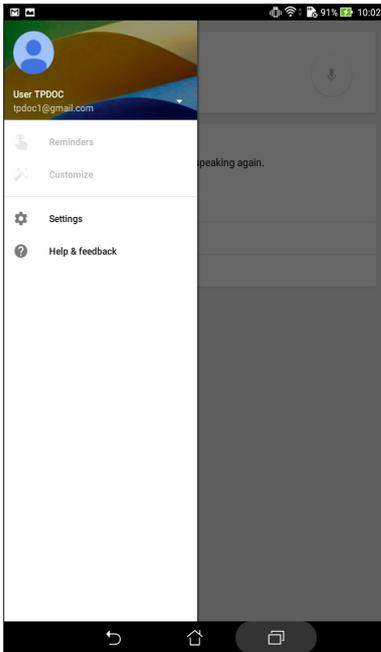 91% 10:02
User TPDOC
tpdoc1@gmail.com
Reminders
Customize
speaking again.
Settings
Help & feedback